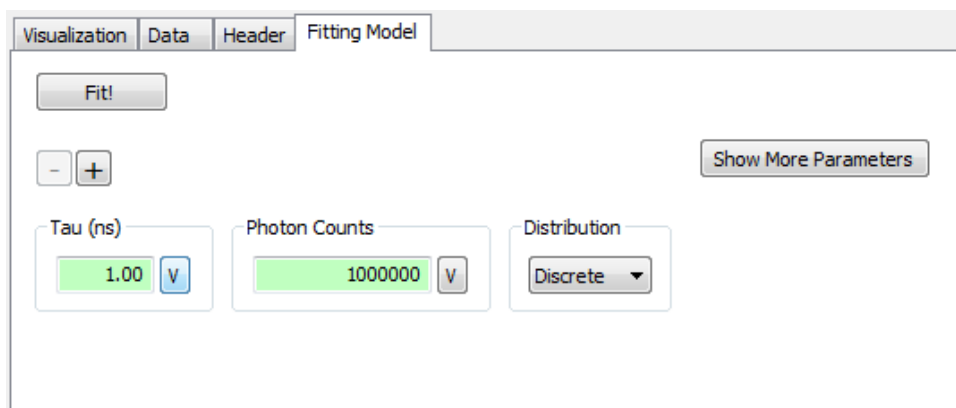 Visualization Data Header Fitting Model
Fit!
- +
Show More Parameters
Tau (ns) Photon Counts Distribution
1.00 V 1000000 V Discrete